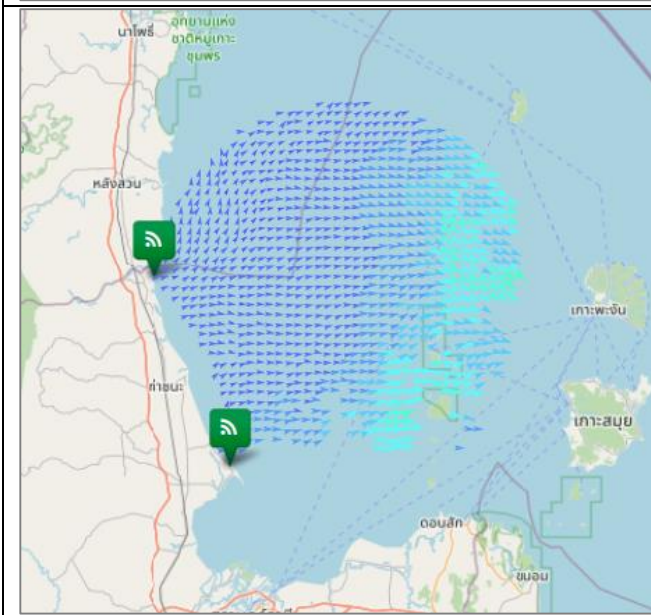 นาโพธิ์
อุทยานแห่ง
ชาติหมู่เกาะ
ชุมพร
หลังสวน
เกาะพะงัน
ท่าชนะ
เกาะสมุย
ดอนสัก
ขนอม